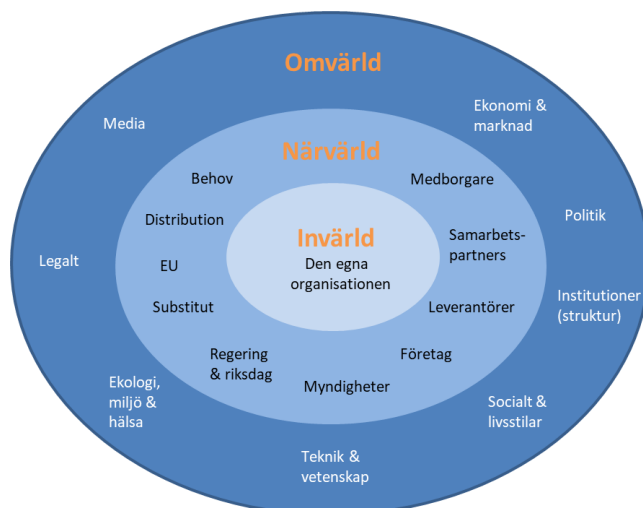 Omvärld
Media
Ekonomi &
marknad
Politik
Institutioner
(struktur)
Socialt &
livsstilar
Teknik &
vetenskap
Ekologi,
miljö &
hälsa
Legalt
Närvärld
Behov
Medborgare
Distribution
Samarbets-
partners
EU
Leverantörer
Substitut
Företag
Regering
& riksdag
Myndigheter
Invärld
Den egna
organisationen